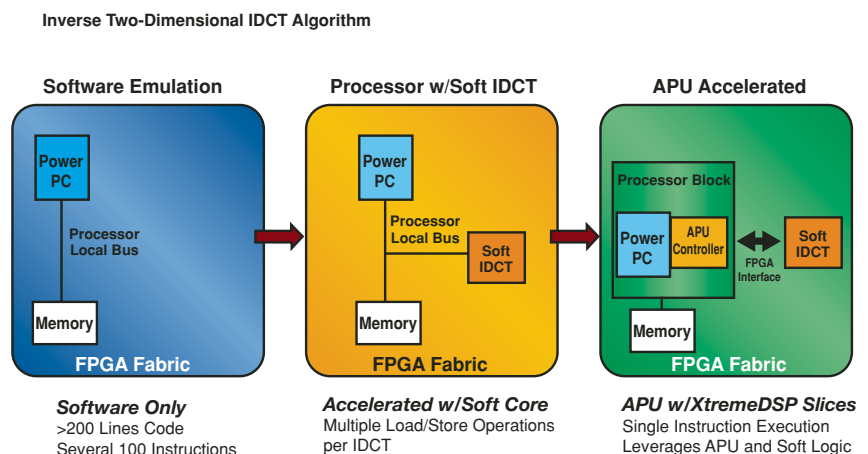 Inverse Two-Dimensional IDCT Algorithm
Software Emulation
Power
PC
Processor
Local Bus
Memory
FPGA Fabric
Software Only
>200 Lines Code
Several 100 Instructions
Processor w/Soft IDCT
Power
PC
Processor
Local Bus
Soft
IDCT
Memory
FPGA Fabric
Accelerated w/Soft Core
Multiple Load/Store Operations
per IDCT
APU Accelerated
Processor Block
Power
PC
APU
Controller
FPGA
Interface
Soft
IDCT
Memory
FPGA Fabric
APU w/XtremeDSP Slices
Single Instruction Execution
Leverages APU and Soft Logic